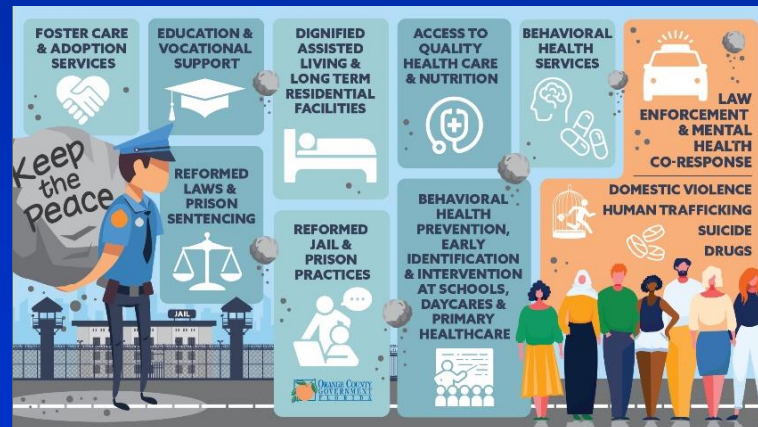 FOSTER CARE
& ADOPTION
SERVICES
EDUCATION &
VOCATIONAL
SUPPORT
DIGNIFIED
ASSISTED
LIVING &
LONG TERM
RESIDENTIAL
FACILITIES
ACCESS TO
QUALITY
HEALTH CARE
& NUTRITION
BEHAVIORAL
HEALTH
SERVICES
LAW
ENFORCEMENT
& MENTAL
HEALTH
CO-RESPONSE
DOMESTIC VIOLENCE
HUMAN TRAFFICKING
SUICIDE
DRUGS
Keep
the
Peace
REFORMED
LAWS &
PRISON
SENTENCING
REFORMED
JAIL &
PRISON
PRACTICES
BEHAVIORAL
HEALTH
PREVENTION,
EARLY
IDENTIFICATION
& INTERVENTION
AT SCHOOLS,
DAYCARES &
PRIMARY
HEALTHCARE
JAIL
ORANGE COUNTY
GOVERNMENT
FLORIDA